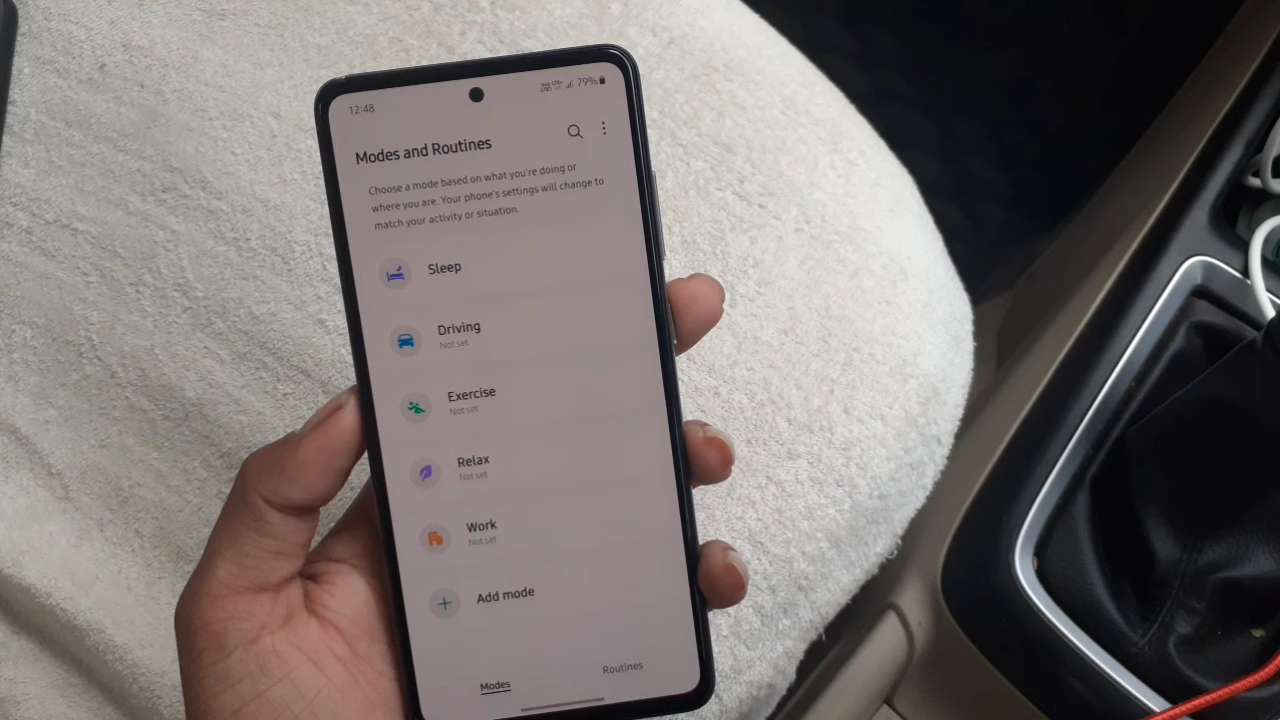 12:48
79%
Modes and Routines
Choose a mode based on what you're doing or
where you are. Your phone's settings will change to
match your activity or situation.
Sleep
Driving
Not set
Exercise
Not set
Relax
Not set
Work
Not set
Add mode
Modes
Routines